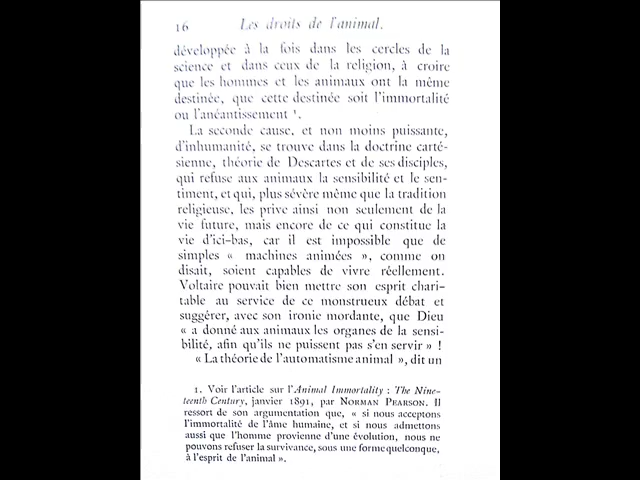 16 Les droits de l'animal.
développée à la fois dans les cercles de la
science et dans ceux de la religion, à croire
que les hommes et les animaux ont la même
destinée, que cette destinée soit l'immortalité
ou l'anéantissement ¹.
La seconde cause, et non moins puissante,
d'inhumanité, se trouve dans la doctrine carté-
sienne, théorie de Descartes et de ses disciples,
qui refuse aux animaux la sensibilité et le sen-
timent, et qui, plus sévère même que la tradition
religieuse, les prive ainsi non seulement de la
vie future, mais encore de ce qui constitue la
vie d'ici-bas, car il est impossible que de
simples « machines animées », comme on
disait, soient capables de vivre réellement.
Voltaire pouvait bien mettre son esprit chari-
table au service de ce monstrueux débat et
suggérer, avec son ironie mordante, que Dieu
« a donné aux animaux les organes de la sensi-
bilité, afin qu'ils ne puissent pas s'en servir » !
« La théorie de l'automatisme animal », dit un
1. Voir l'article sur l'Animal Immortality : The Nine-
teenth Century, janvier 1891, par NORMAN PEARSON. Il
ressort de son argumentation que, « si nous acceptons
l'immortalité de l'âme humaine, et si nous admettons
aussi que l'homme provienne d'une évolution, nous ne
pouvons refuser la survivance, sous une forme quelconque,
à l'esprit de l'animal ».